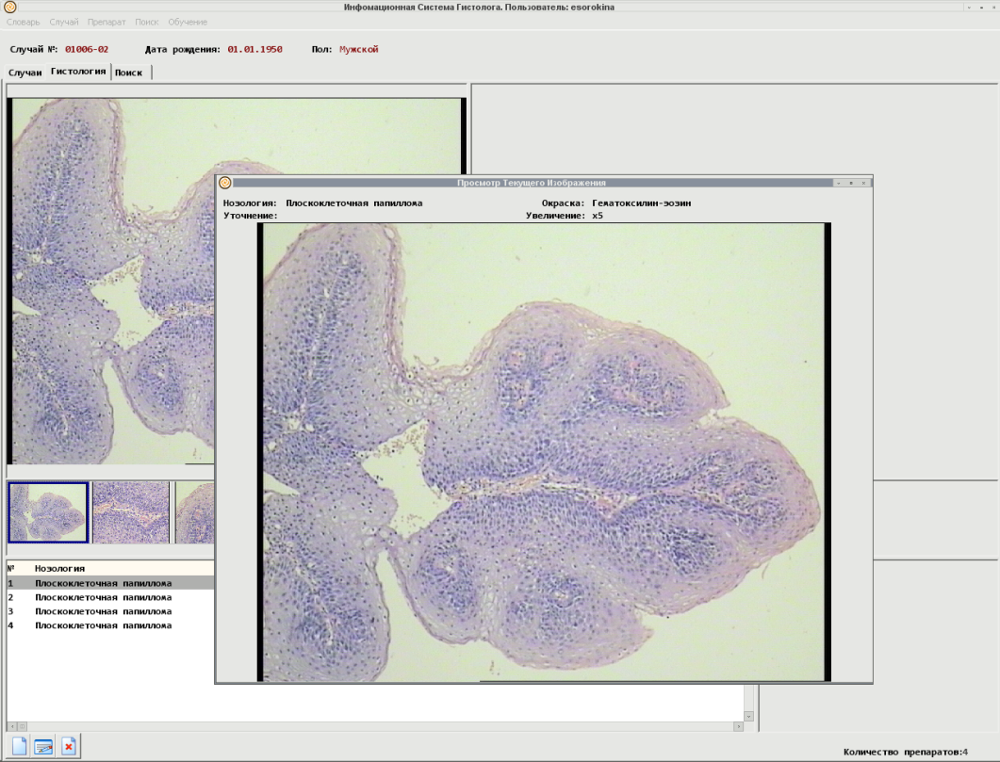 Инфомационная Система Гистолога. Пользователь: esorokina
Словарь Случай Препарат Поиск Обучение
Случай №: 01006-02 Дата рождения: 01.01.1950 Пол: Мужской
Случаи Гистология Поиск
Просмотр Текущего Изображения
Нозология: Плоскоклеточная папиллома Окраска: Гематоксилин-эозин
Уточнение: Увеличение: x5
№ Нозология
1 Плоскоклеточная папиллома
2 Плоскоклеточная папиллома
3 Плоскоклеточная папиллома
4 Плоскоклеточная папиллома
Количество препаратов:4